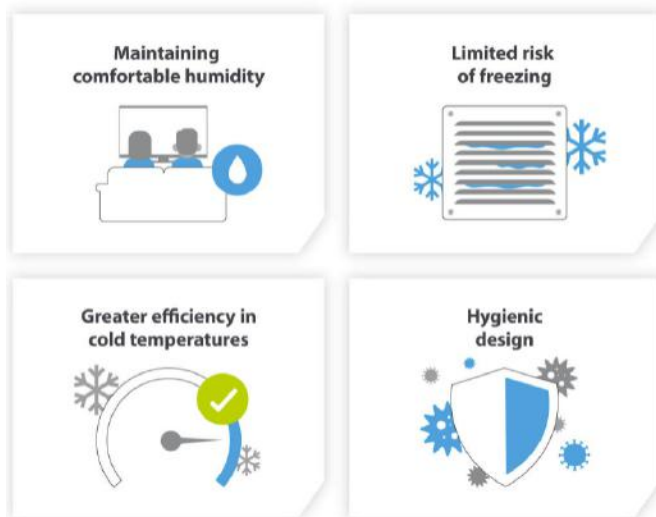 Maintaining
comfortable humidity
Limited risk
of freezing
Greater efficiency in
cold temperatures
Hygienic
design